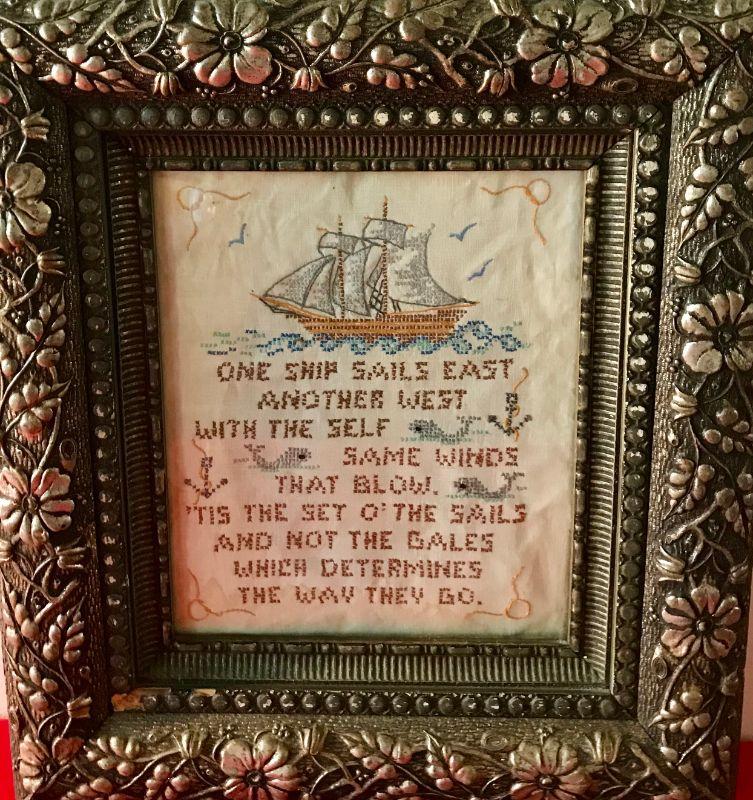 ONE SHIP SAILS EAST
ANOTHER WEST
WITH THE SELF
SAME WINDS
THAT BLOW.
'TIS THE SET O' THE SAILS
AND NOT THE GALES
WHICH DETERMINES
THE WAY THEY GO.